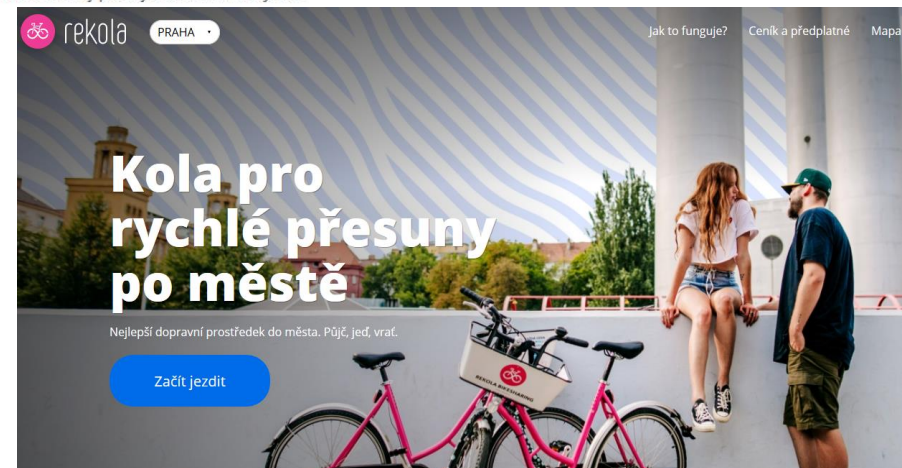 rekola
PRAHA
Jak to funguje?
Ceník a předplatné
Mapa
Kola pro
rychlé přesuny
po městě
Nejlepší dopravní prostředek do města. Půjč, jeď, vrať.
Začít jezdit
REKOLA BIKESHARING